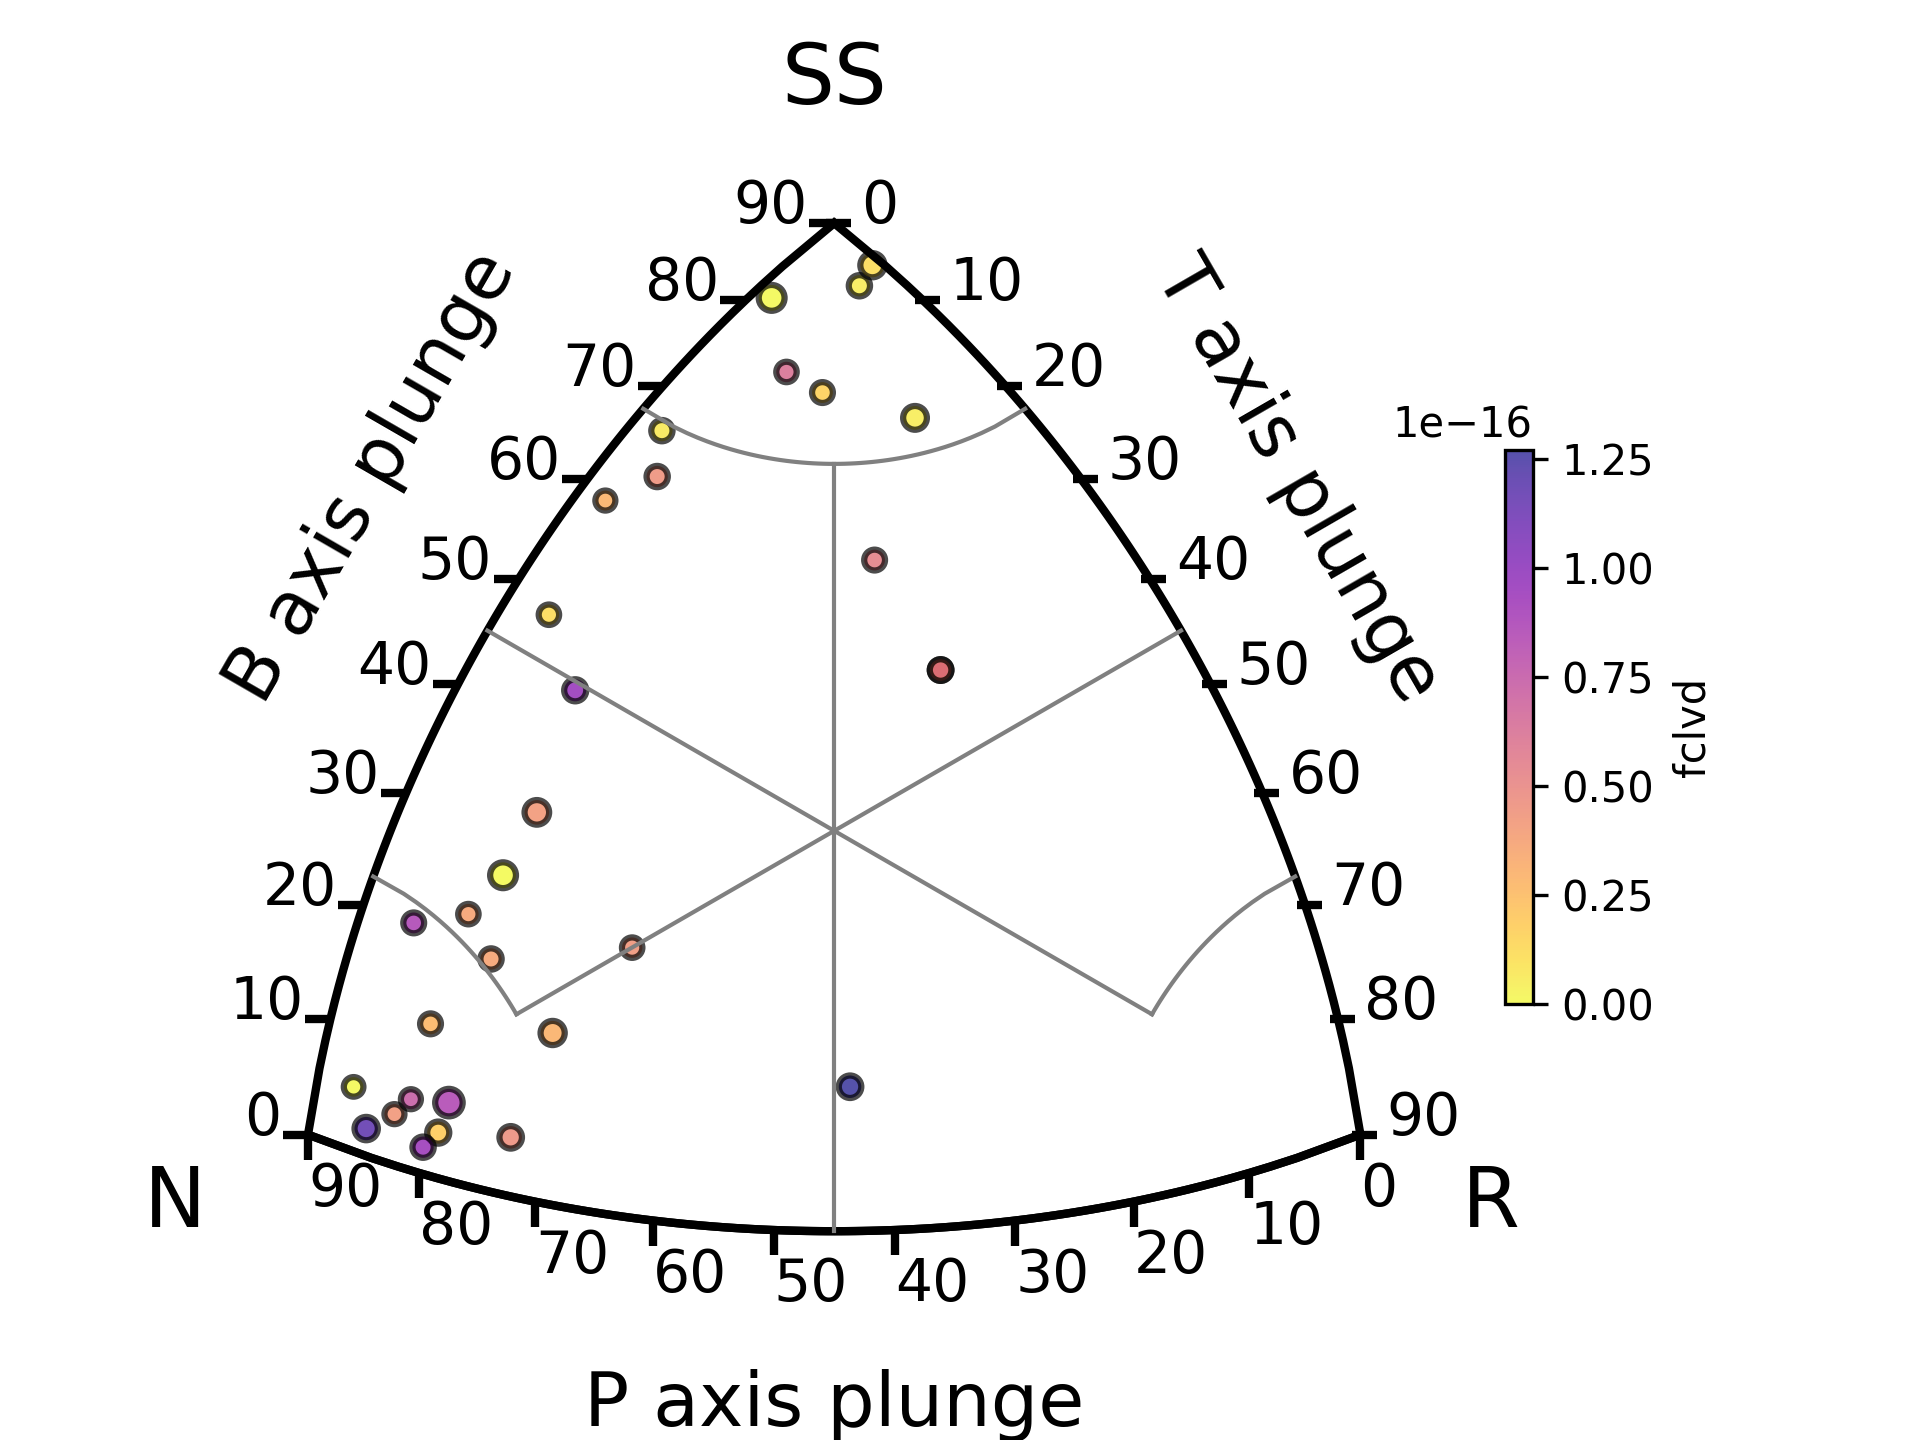 SS
90 0
80 10
70 20
60 30
50 40
40 50
30 60
20 70
10 80
0 90
B axis plunge
T axis plunge
N
R
90 80 70 60 50 40 30 20 10 0
P axis plunge
1e−16
1.25
1.00
0.75
0.50
0.25
0.00
fclvd